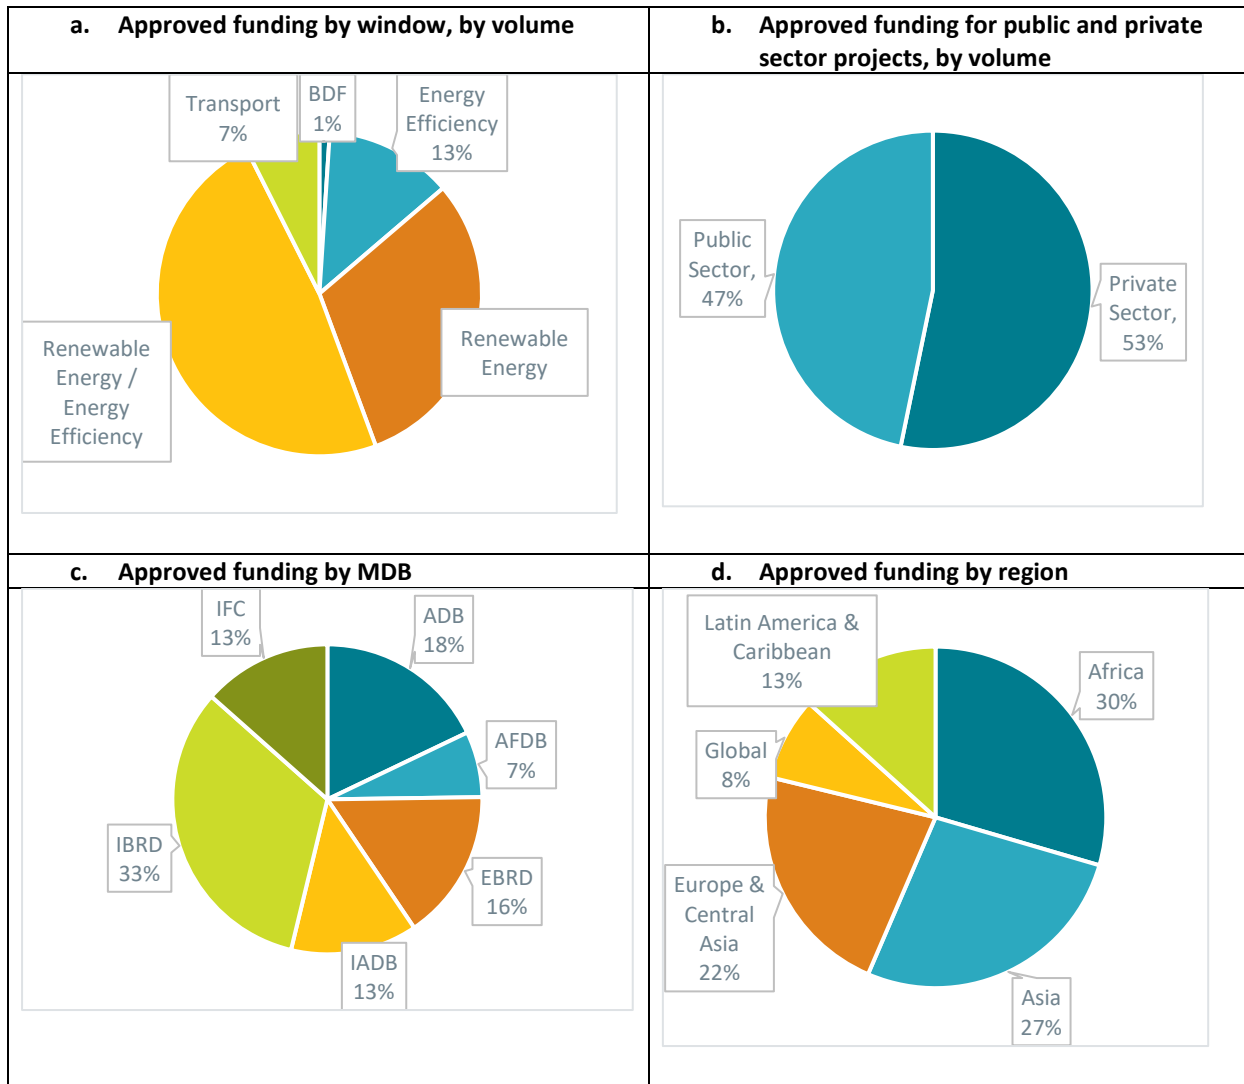 a. Approved funding by window, by volume
b. Approved funding for public and private
sector projects, by volume
Transport
7%
BDF
1%
Energy
Efficiency
13%
Renewable
Energy
Renewable
Energy /
Energy
Efficiency
Public
Sector,
47%
Private
Sector,
53%
c. Approved funding by MDB
d. Approved funding by region
IFC
13%
ADB
18%
AFDB
7%
EBRD
16%
IADB
13%
IBRD
33%
Latin America &
Caribbean
13%
Africa
30%
Global
8%
Europe &
Central
Asia
22%
Asia
27%